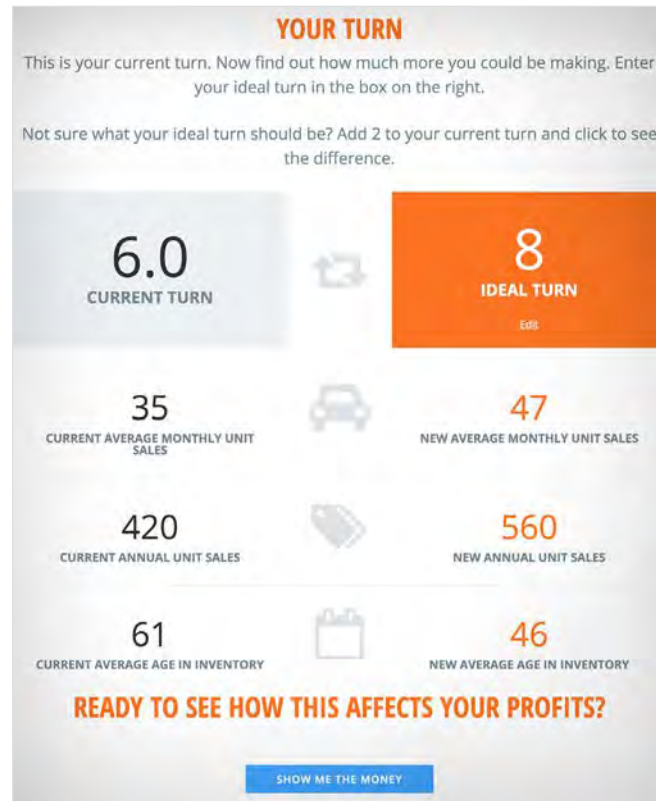 YOUR TURN
This is your current turn. Now find out how much more you could be making. Enter
your ideal turn in the box on the right.
Not sure what your ideal turn should be? Add 2 to your current turn and click to see
the difference.
6.0
CURRENT TURN
8
IDEAL TURN
Edit
35
CURRENT AVERAGE MONTHLY UNIT
SALES
47
NEW AVERAGE MONTHLY UNIT SALES
420
CURRENT ANNUAL UNIT SALES
560
NEW ANNUAL UNIT SALES
61
CURRENT AVERAGE AGE IN INVENTORY
46
NEW AVERAGE AGE IN INVENTORY
READY TO SEE HOW THIS AFFECTS YOUR PROFITS?
SHOW ME THE MONEY